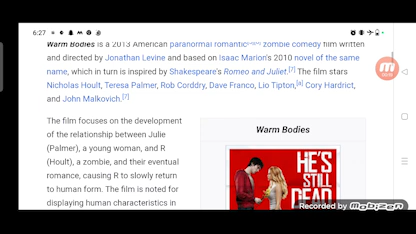 6:27
Warm Bodies is a 2013 American paranormal romantic zombie comedy film written
and directed by Jonathan Levine and based on Isaac Marion's 2010 novel of the same
name, which in turn is inspired by Shakespeare's Romeo and Juliet.[7] The film stars
Nicholas Hoult, Teresa Palmer, Rob Corddry, Dave Franco, Lio Tipton,[a] Cory Hardrict,
and John Malkovich.[7]
The film focuses on the development
of the relationship between Julie
(Palmer), a young woman, and R
(Hoult), a zombie, and their eventual
romance, causing R to slowly return
to human form. The film is noted for
displaying human characteristics in
Warm Bodies
HE'S
STILL
DEAD
Recorded by mobizen